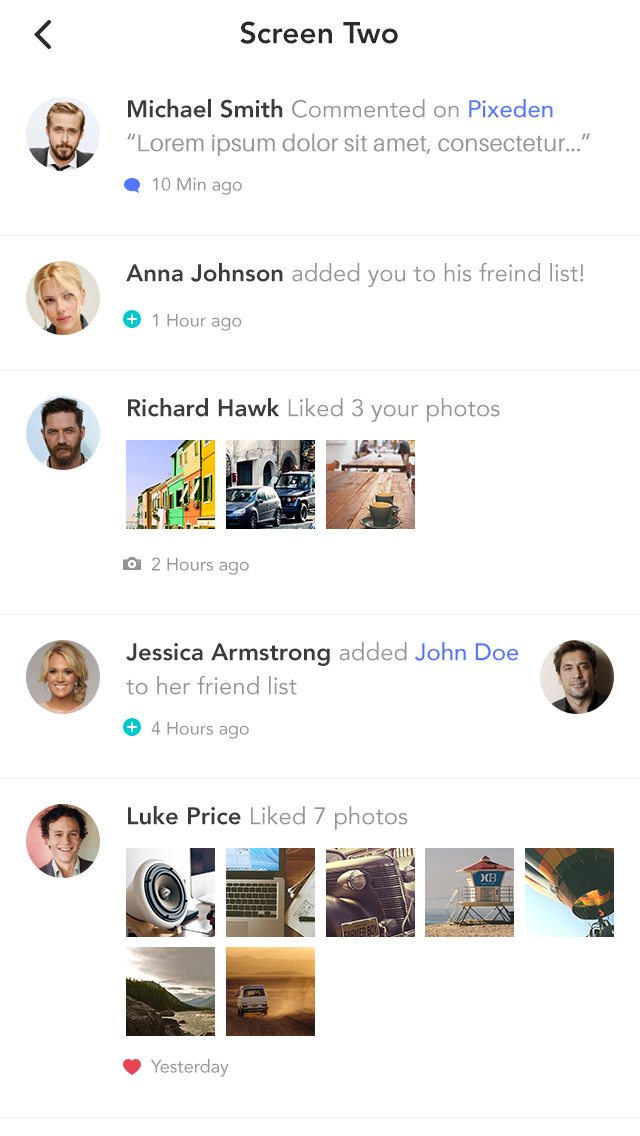 Screen Two
Michael Smith Commented on Pixeden
“Lorem ipsum dolor sit amet, consectetur...”
10 Min ago
Anna Johnson added you to his freind list!
1 Hour ago
Richard Hawk Liked 3 your photos
2 Hours ago
Jessica Armstrong added John Doe
to her friend list
4 Hours ago
Luke Price Liked 7 photos
FARMER BOY
Yesterday